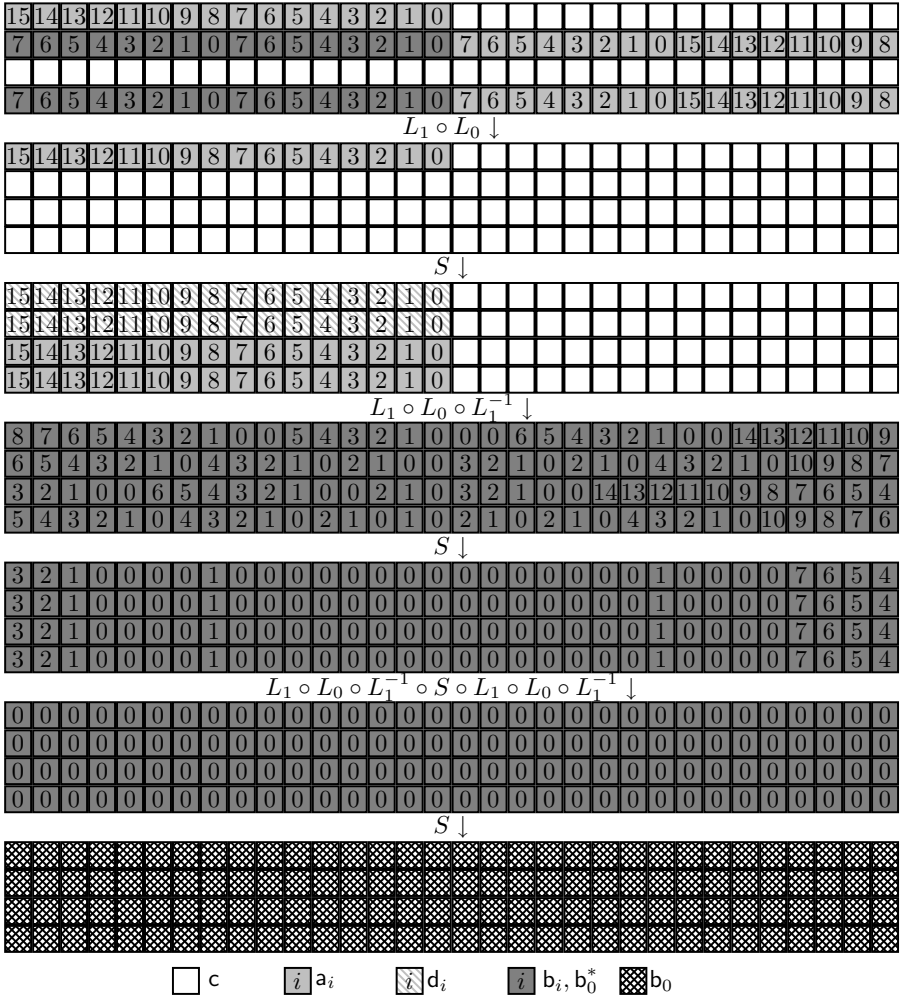 15 14 13 12 11 10 9 8 7 6 5 4 3 2 1 0
7 6 5 4 3 2 1 0 7 6 5 4 3 2 1 0 7 6 5 4 3 2 1 0 15 14 13 12 11 10 9 8
7 6 5 4 3 2 1 0 7 6 5 4 3 2 1 0 7 6 5 4 3 2 1 0 15 14 13 12 11 10 9 8
L₁ ∘ L₀ ↓
15 14 13 12 11 10 9 8 7 6 5 4 3 2 1 0
S ↓
15 14 13 12 11 10 9 8 7 6 5 4 3 2 1 0
15 14 13 12 11 10 9 8 7 6 5 4 3 2 1 0
15 14 13 12 11 10 9 8 7 6 5 4 3 2 1 0
15 14 13 12 11 10 9 8 7 6 5 4 3 2 1 0
L₁ ∘ L₀ ∘ L₁⁻¹ ↓
8 7 6 5 4 3 2 1 0 0 5 4 3 2 1 0 0 0 6 5 4 3 2 1 0 0 14 13 12 11 10 9
6 5 4 3 2 1 0 4 3 2 1 0 2 1 0 0 3 2 1 0 2 1 0 4 3 2 1 0 10 9 8 7
3 2 1 0 0 6 5 4 3 2 1 0 0 2 1 0 3 2 1 0 0 14 13 12 11 10 9 8 7 6 5 4
5 4 3 2 1 0 4 3 2 1 0 2 1 0 1 0 2 1 0 2 1 0 4 3 2 1 0 10 9 8 7 6
S ↓
3 2 1 0 0 0 0 1 0 0 0 0 0 0 0 0 0 0 0 0 0 0 0 1 0 0 0 0 7 6 5 4
3 2 1 0 0 0 0 1 0 0 0 0 0 0 0 0 0 0 0 0 0 0 0 1 0 0 0 0 7 6 5 4
3 2 1 0 0 0 0 1 0 0 0 0 0 0 0 0 0 0 0 0 0 0 0 1 0 0 0 0 7 6 5 4
3 2 1 0 0 0 0 1 0 0 0 0 0 0 0 0 0 0 0 0 0 0 0 1 0 0 0 0 7 6 5 4
L₁ ∘ L₀ ∘ L₁⁻¹ ∘ S ∘ L₁ ∘ L₀ ∘ L₁⁻¹ ↓
0 0 0 0 0 0 0 0 0 0 0 0 0 0 0 0 0 0 0 0 0 0 0 0 0 0 0 0 0 0 0 0
0 0 0 0 0 0 0 0 0 0 0 0 0 0 0 0 0 0 0 0 0 0 0 0 0 0 0 0 0 0 0 0
0 0 0 0 0 0 0 0 0 0 0 0 0 0 0 0 0 0 0 0 0 0 0 0 0 0 0 0 0 0 0 0
0 0 0 0 0 0 0 0 0 0 0 0 0 0 0 0 0 0 0 0 0 0 0 0 0 0 0 0 0 0 0 0
S ↓
c i aᵢ i dᵢ i bᵢ, b₀* b₀